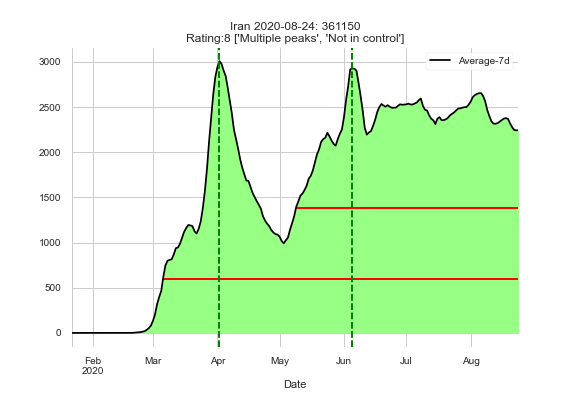 Iran 2020-08-24: 361150
Rating:8 ['Multiple peaks', 'Not in control']
Average-7d
3000
2500
2000
1500
1000
500
0
Feb Mar Apr May Jun Jul Aug
2020
Date